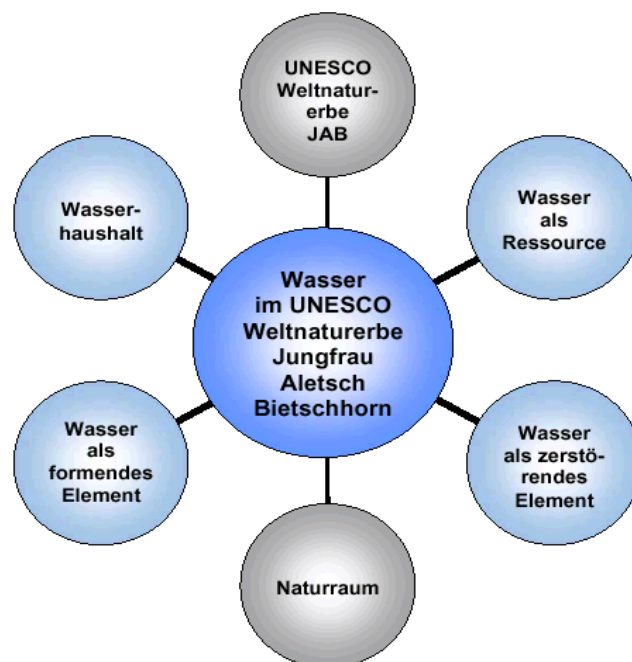 UNESCO
Weltnatur-
erbe
JAB
Wasser-
haushalt
Wasser
als
Ressource
Wasser
im UNESCO
Weltnaturerbe
Jungfrau
Aletsch
Bietschhorn
Wasser
als
formendes
Element
Wasser
als zerstö-
rendes
Element
Naturraum